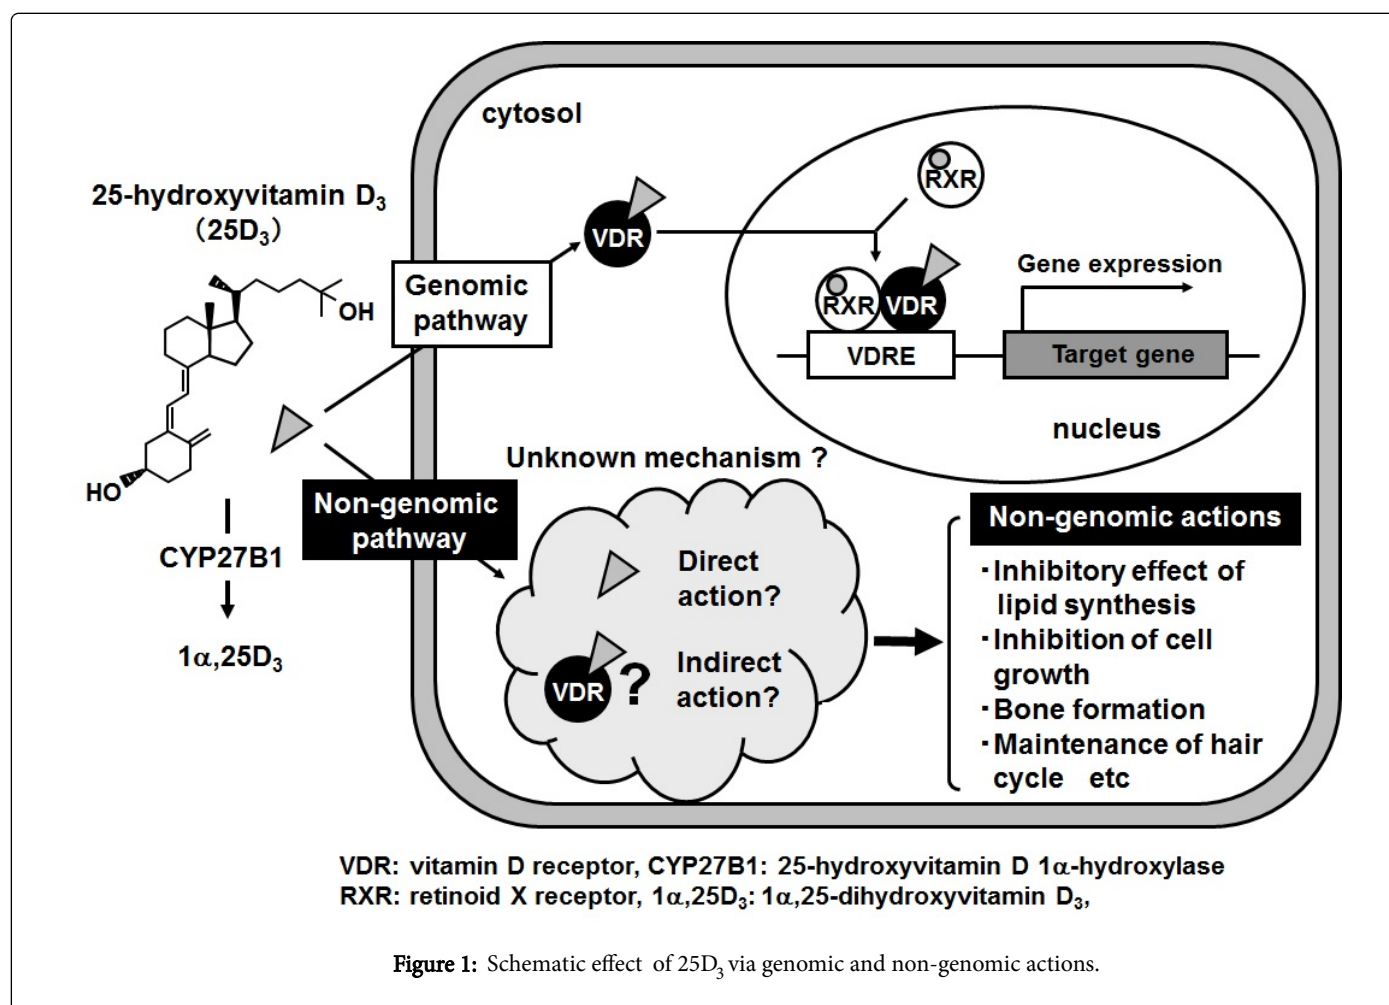 cytosol
25-hydroxyvitamin D₃
(25D₃)
OH
HO
CYP27B1
1α,25D₃
Genomic
pathway
VDR
RXR
RXR
VDR
VDRE
Gene expression
Target gene
nucleus
Non-genomic
pathway
Unknown mechanism ?
Direct
action?
VDR
?
Indirect
action?
Non-genomic actions
・Inhibitory effect of
lipid synthesis
・Inhibition of cell
growth
・Bone formation
・Maintenance of hair
cycle etc
VDR: vitamin D receptor, CYP27B1: 25-hydroxyvitamin D 1α-hydroxylase
RXR: retinoid X receptor, 1α,25D₃: 1α,25-dihydroxyvitamin D₃,
Figure 1: Schematic effect of 25D₃ via genomic and non-genomic actions.